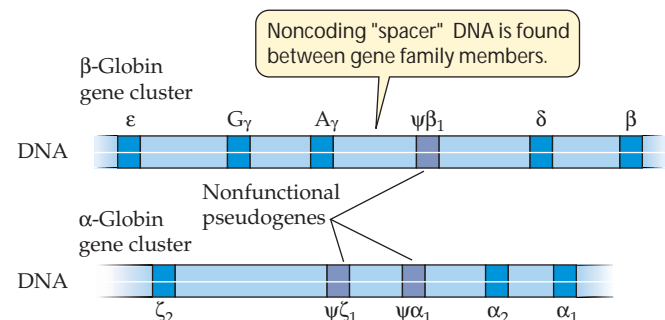 Noncoding "spacer" DNA is found
between gene family members.
β-Globin
gene cluster
ε Gγ Aγ ψβ1 δ β
DNA
Nonfunctional
pseudogenes
α-Globin
gene cluster
DNA
ζ2 ψζ1 ψα1 α2 α1